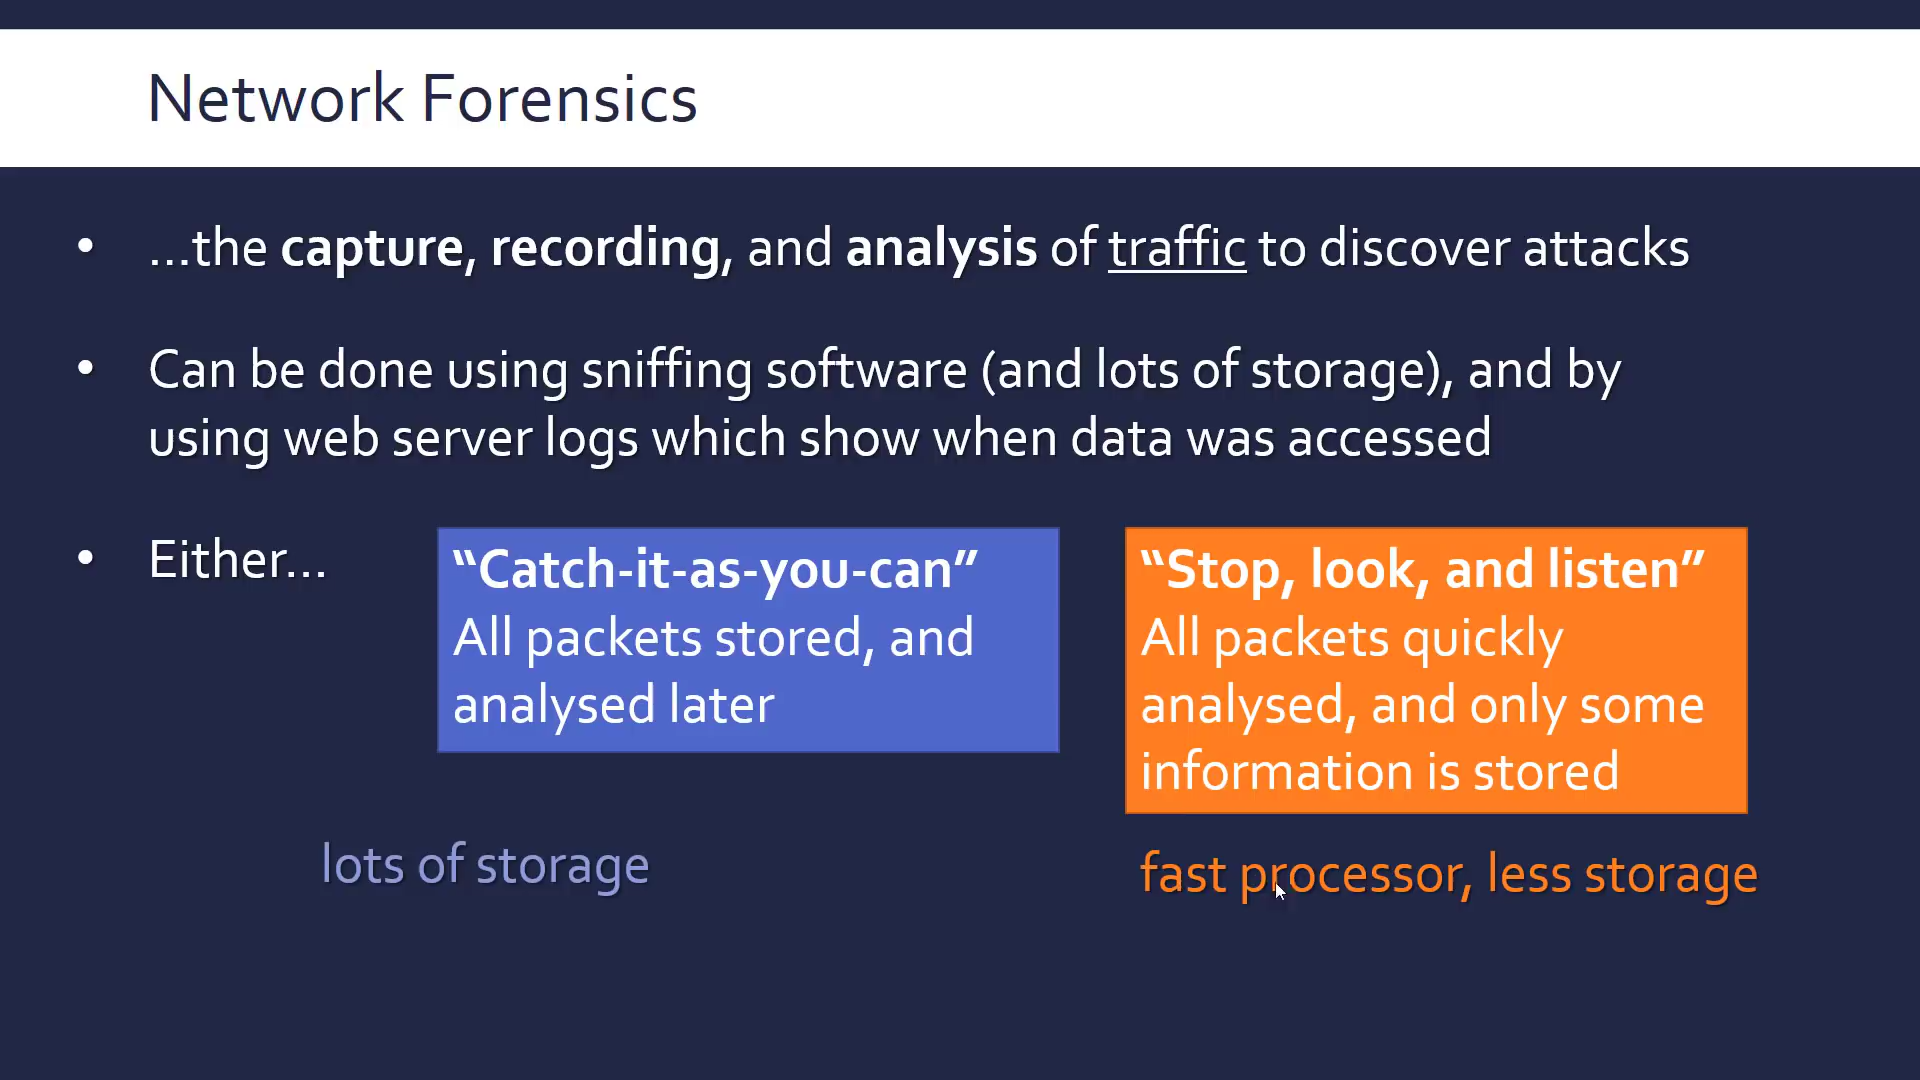 Network Forensics
• …the capture, recording, and analysis of traffic to discover attacks
• Can be done using sniffing software (and lots of storage), and by
using web server logs which show when data was accessed
• Either…
“Catch-it-as-you-can”
All packets stored, and
analysed later
“Stop, look, and listen”
All packets quickly
analysed, and only some
information is stored
lots of storage
fast processor, less storage